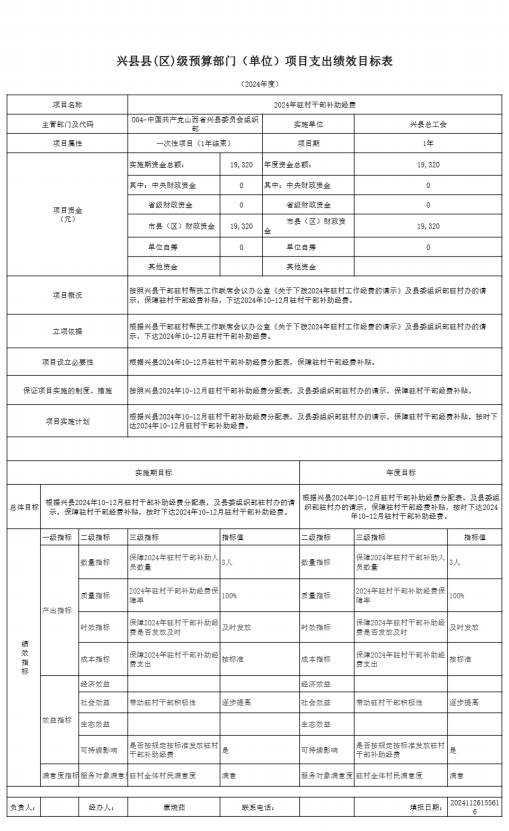 兴县县(区)级预算部门（单位）项目支出绩效目标表
（2024年度）
项目名称 2024年驻村干部补助经费
主管部门及代码 004-中国共产党山西省兴县委员会组织部 实施单位 兴县总工会
项目属性 一次性项目（1年结束） 项目期 1年
项目资金（元）
实施期资金总额： 19,320 年度资金总额： 19,320
其中：中央财政资金 0 其中：中央财政资金 0
省级财政资金 0 省级财政资金 0
市县（区）财政资金 19,320 市县（区）财政资金 19,320
单位自筹 0 单位自筹 0
其他资金 其他资金
项目概况 按照兴县干部驻村帮扶工作联席会议办公室《关于下拨2024年驻村工作经费的请示》及县委组织部驻村办的请
示，保障驻村干部经费补贴，下达2024年10-12月驻村干部补助经费。
立项依据 根据兴县干部驻村帮扶工作联席会议办公室《关于下拨2024年驻村工作经费的请示》及县委组织部驻村办的请
示，下达2024年10-12月驻村干部补助经费。
项目设立必要性 根据兴县2024年10-12月驻村干部补助经费分配表，保障驻村干部经费补贴。
保证项目实施的制度、措施 按照兴县2024年10-12月驻村干部补助经费分配表，及县委组织部驻村办的请示，保障驻村干部经费补贴。
项目实施计划 根据兴县2024年10-12月驻村干部补助经费分配表，及县委组织部驻村办的请示，保障驻村干部经费补贴，按时下
达2024年10-12月驻村干部补助经费。
实施期目标 年度目标
总体目标 根据兴县2024年10-12月驻村干部补助经费分配表，及县委组织部驻村办的请
示，保障驻村干部经费补贴，按时下达2024年10-12月驻村干部补助经费。
根据兴县2024年10-12月驻村干部补助经费分配表，及县委组
织部驻村办的请示，保障驻村干部经费补贴，按时下达2024
年10-12月驻村干部补助经费。
绩效指标
一级指标 二级指标 三级指标 指标值 二级指标 三级指标 指标值
产出指标
数量指标 保障2024年驻村干部补助人员数量 3人 数量指标 保障2024年驻村干部补助人员数量 3人
质量指标 2024年驻村干部补助经费保障率 100% 质量指标 2024年驻村干部补助经费保障率 100%
时效指标 保障2024年驻村干部补助经费是否发放及时 及时发放 时效指标 保障2024年驻村干部补助经费是否发放及时 及时发放
成本指标 保障2024年驻村干部补助经费支出 按标准 成本指标 保障2024年驻村干部补助经费支出 按标准
效益指标
经济效益 经济效益
社会效益 带动驻村干部积极性 逐步提高 社会效益 带动驻村干部积极性 逐步提高
生态效益 生态效益
可持续影响 是否按规定按标准发放驻村干部补助经费 是 可持续影响 是否按规定按标准发放驻村干部补助经费 是
满意度指标 服务对象满意度 驻村全体村民满意度 满意 服务对象满意度 驻村全体村民满意度 满意
负责人： 经办人： 康晓茹 联系电话： 填报日期： 20241126155616